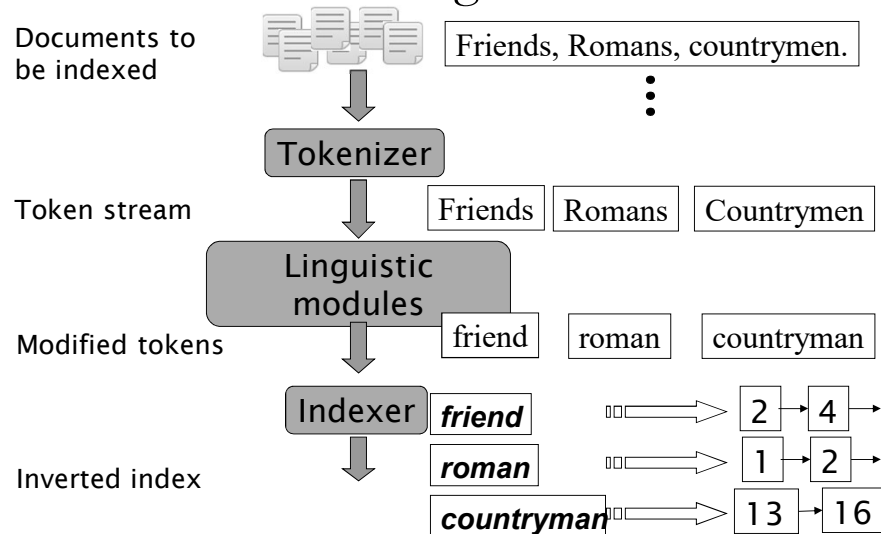 Documents to
be indexed
Friends, Romans, countrymen.
Tokenizer
Token stream
Friends Romans Countrymen
Linguistic
modules
Modified tokens
friend roman countryman
Indexer
friend 2 4
roman 1 2
Inverted index
countryman 13 16